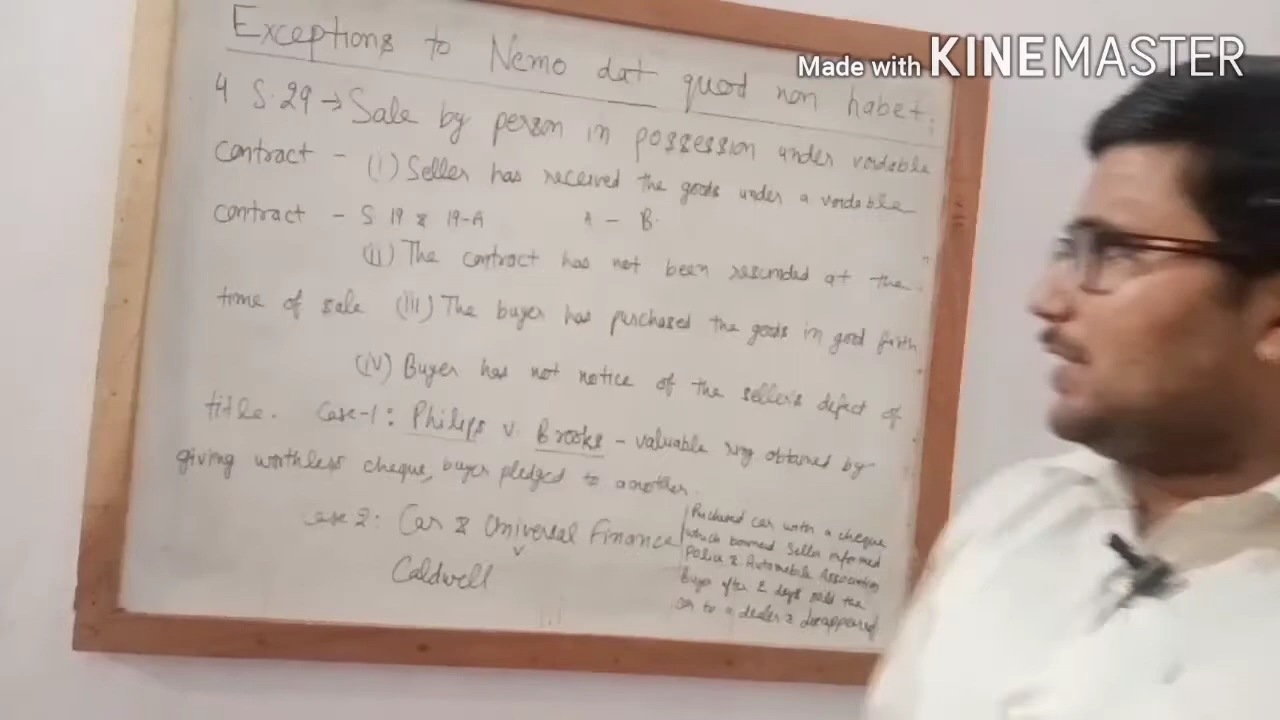 Made with KINEMASTER
Exceptions to Nemo dat quod non habet:
4 S.29 → Sale by person in possession under voidable
contract - (i) Seller has received the goods under a voidable
contract - S 19 & 19-A A - B.
(ii) The contract has not been rescinded at the
time of sale (iii) The buyer has purchased the goods in good faith
(iv) Buyer has not notice of the seller's defect of
title. Case-1: Philips v. Brooks - valuable ring obtained by
giving worthless cheque, buyer pledged to another.
case 2: Car & Universal Finance
v
Caldwell
Purchased car with a cheque
which bounced Seller informed
Police & Automobile Association
Buyer after 2 days sold the
car to a dealer & disappeared